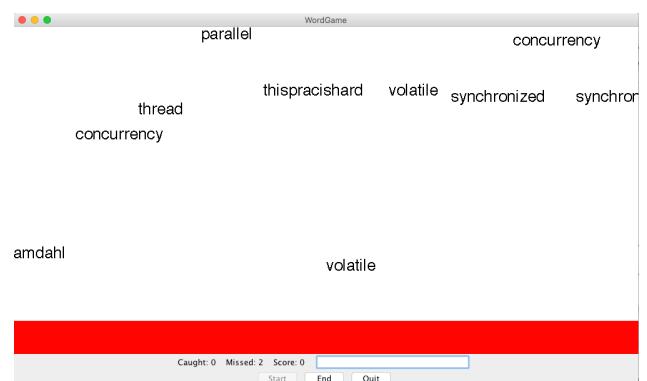 WordGame
parallel
concurrency
thispracishard volatile synchronized synchron
thread
concurrency
amdahl
volatile
Caught: 0 Missed: 2 Score: 0
Start End Quit